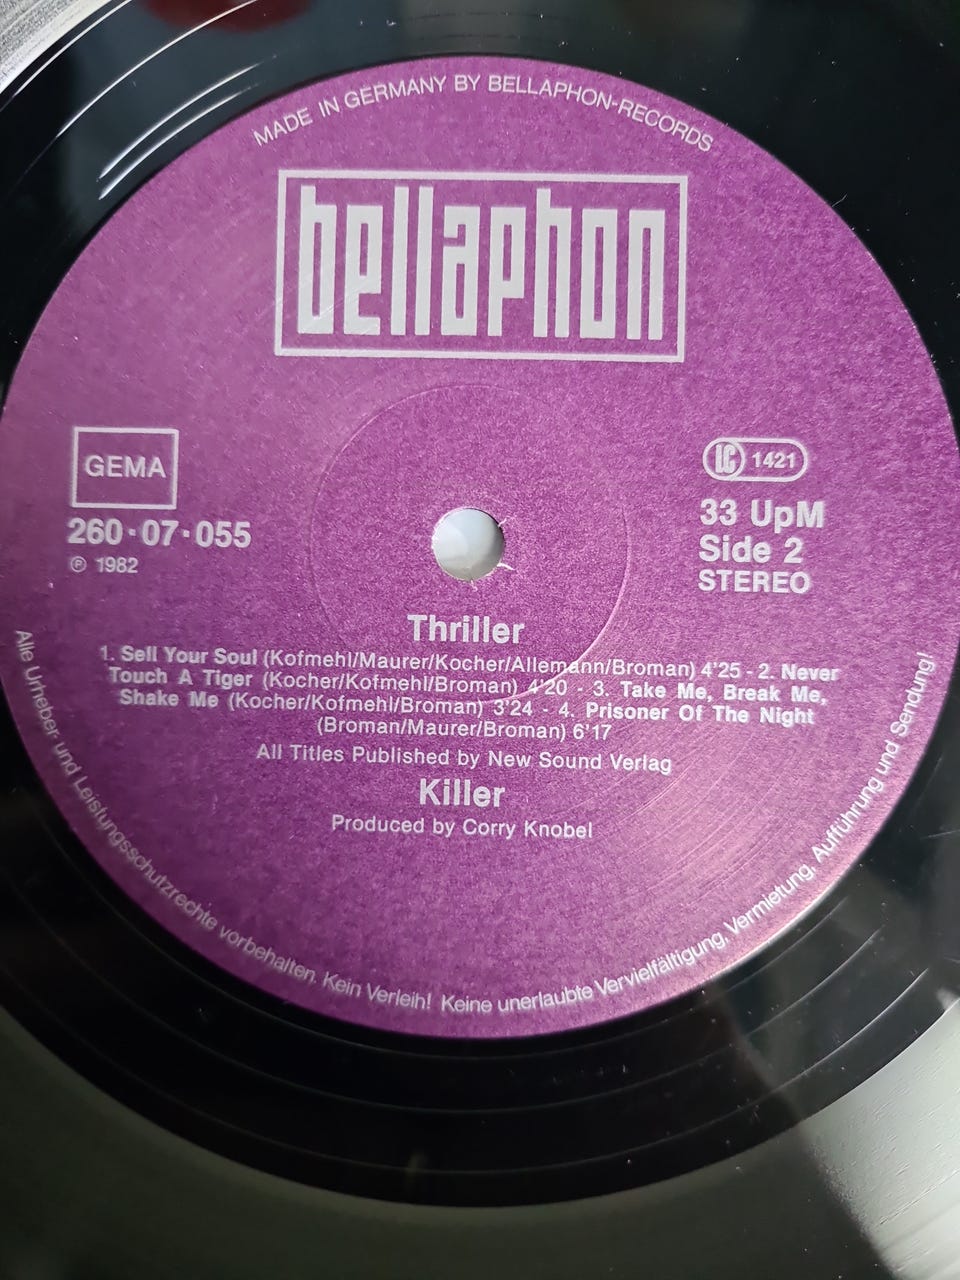 MADE IN GERMANY BY BELLAPHON-RECORDS
bellaphon
GEMA
260·07·055
℗ 1982
LC 1421
33 UpM
Side 2
STEREO
Thriller
1. Sell Your Soul (Kofmehl/Maurer/Kocher/Allemann/Broman) 4'25 - 2. Never
Touch A Tiger (Kocher/Kofmehl/Broman) 4'20 - 3. Take Me, Break Me,
Shake Me (Kocher/Kofmehl/Broman) 3'24 - 4. Prisoner Of The Night
(Broman/Maurer/Broman) 6'17
All Titles Published by New Sound Verlag
Killer
Produced by Corry Knobel
Alle Urheber und Leistungsschutzrechte vorbehalten. Kein Verleih! Keine unerlaubte Vervielfältigung, Vermietung, Aufführung und Sendung!